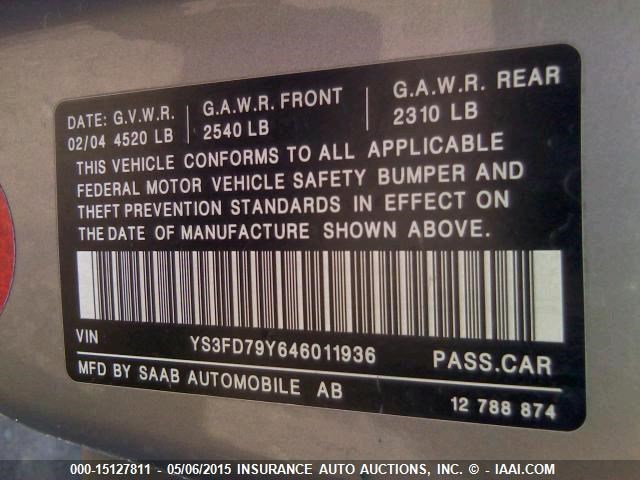 DATE: G.V.W.R. G.A.W.R. FRONT G.A.W.R. REAR
02/04 4520 LB 2540 LB 2310 LB
THIS VEHICLE CONFORMS TO ALL APPLICABLE
FEDERAL MOTOR VEHICLE SAFETY BUMPER AND
THEFT PREVENTION STANDARDS IN EFFECT ON
THE DATE OF MANUFACTURE SHOWN ABOVE.
VIN YS3FD79Y646011936 PASS.CAR
MFD BY SAAB AUTOMOBILE AB
12 788 874
000-15127811 - 05/06/2015 INSURANCE AUTO AUCTIONS, INC. - © IAAI.COM